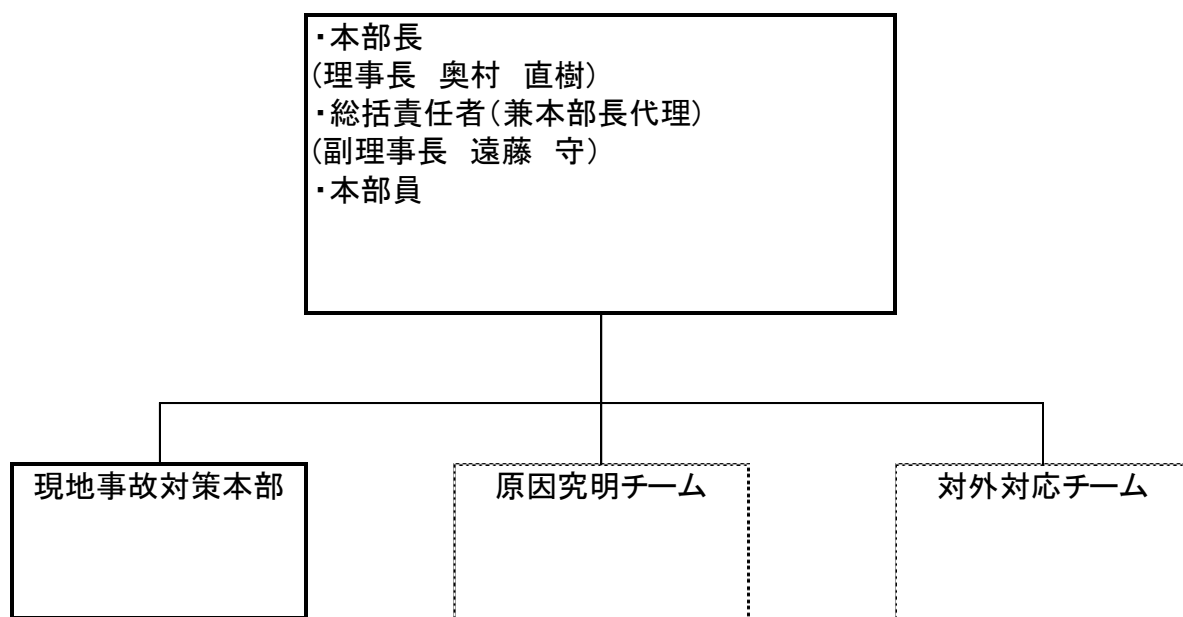 ・本部長
(理事長　奥村　直樹)
・総括責任者(兼本部長代理)
(副理事長　遠藤　守)
・本部員
現地事故対策本部
原因究明チーム
対外対応チーム